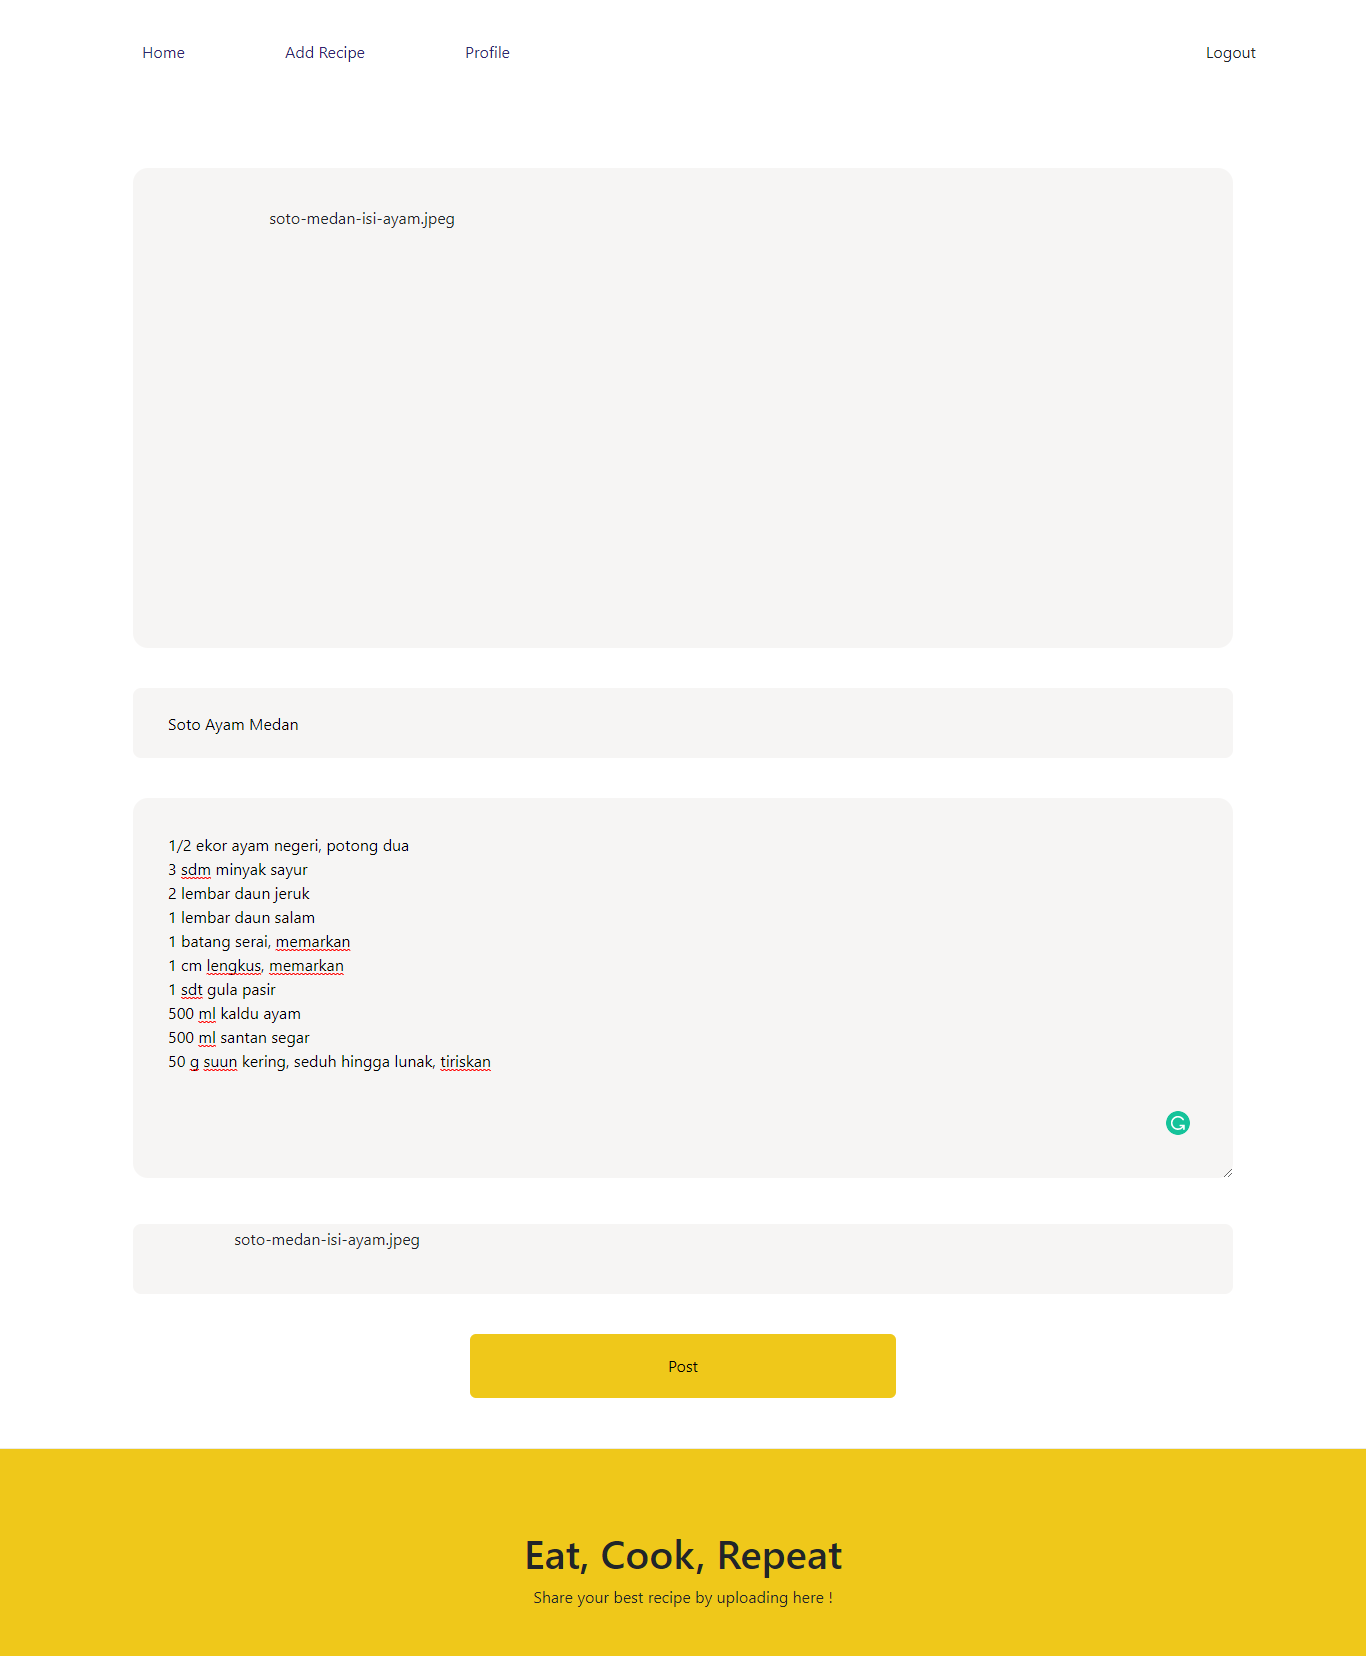 Home Add Recipe Profile Logout
soto-medan-isi-ayam.jpeg
Soto Ayam Medan
1/2 ekor ayam negeri, potong dua
3 sdm minyak sayur
2 lembar daun jeruk
1 lembar daun salam
1 batang serai, memarkan
1 cm lengkus, memarkan
1 sdt gula pasir
500 ml kaldu ayam
500 ml santan segar
50 g suun kering, seduh hingga lunak, tiriskan
soto-medan-isi-ayam.jpeg
Post
Eat, Cook, Repeat
Share your best recipe by uploading here !